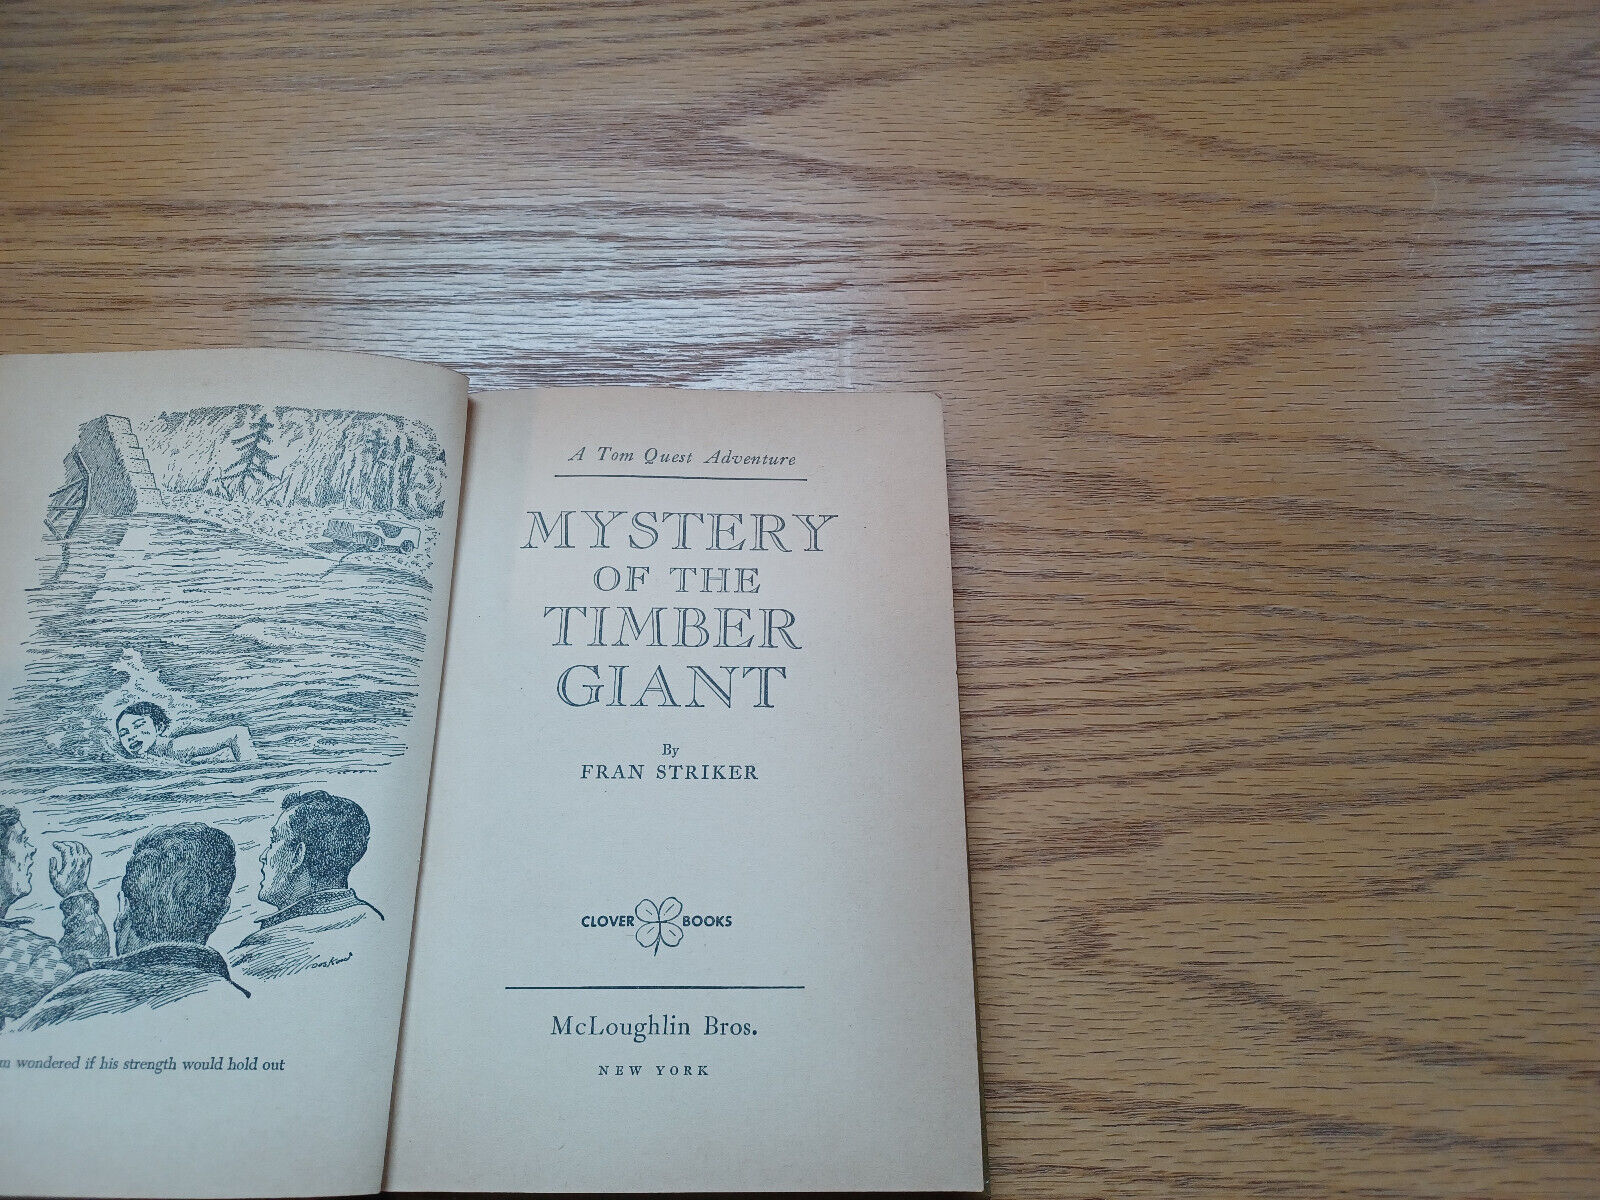 wondered if his strength would hold out
A Tom Quest Adventure
MYSTERY
OF THE
TIMBER
GIANT
By
FRAN STRIKER
CLOVER BOOKS
McLoughlin Bros.
NEW YORK